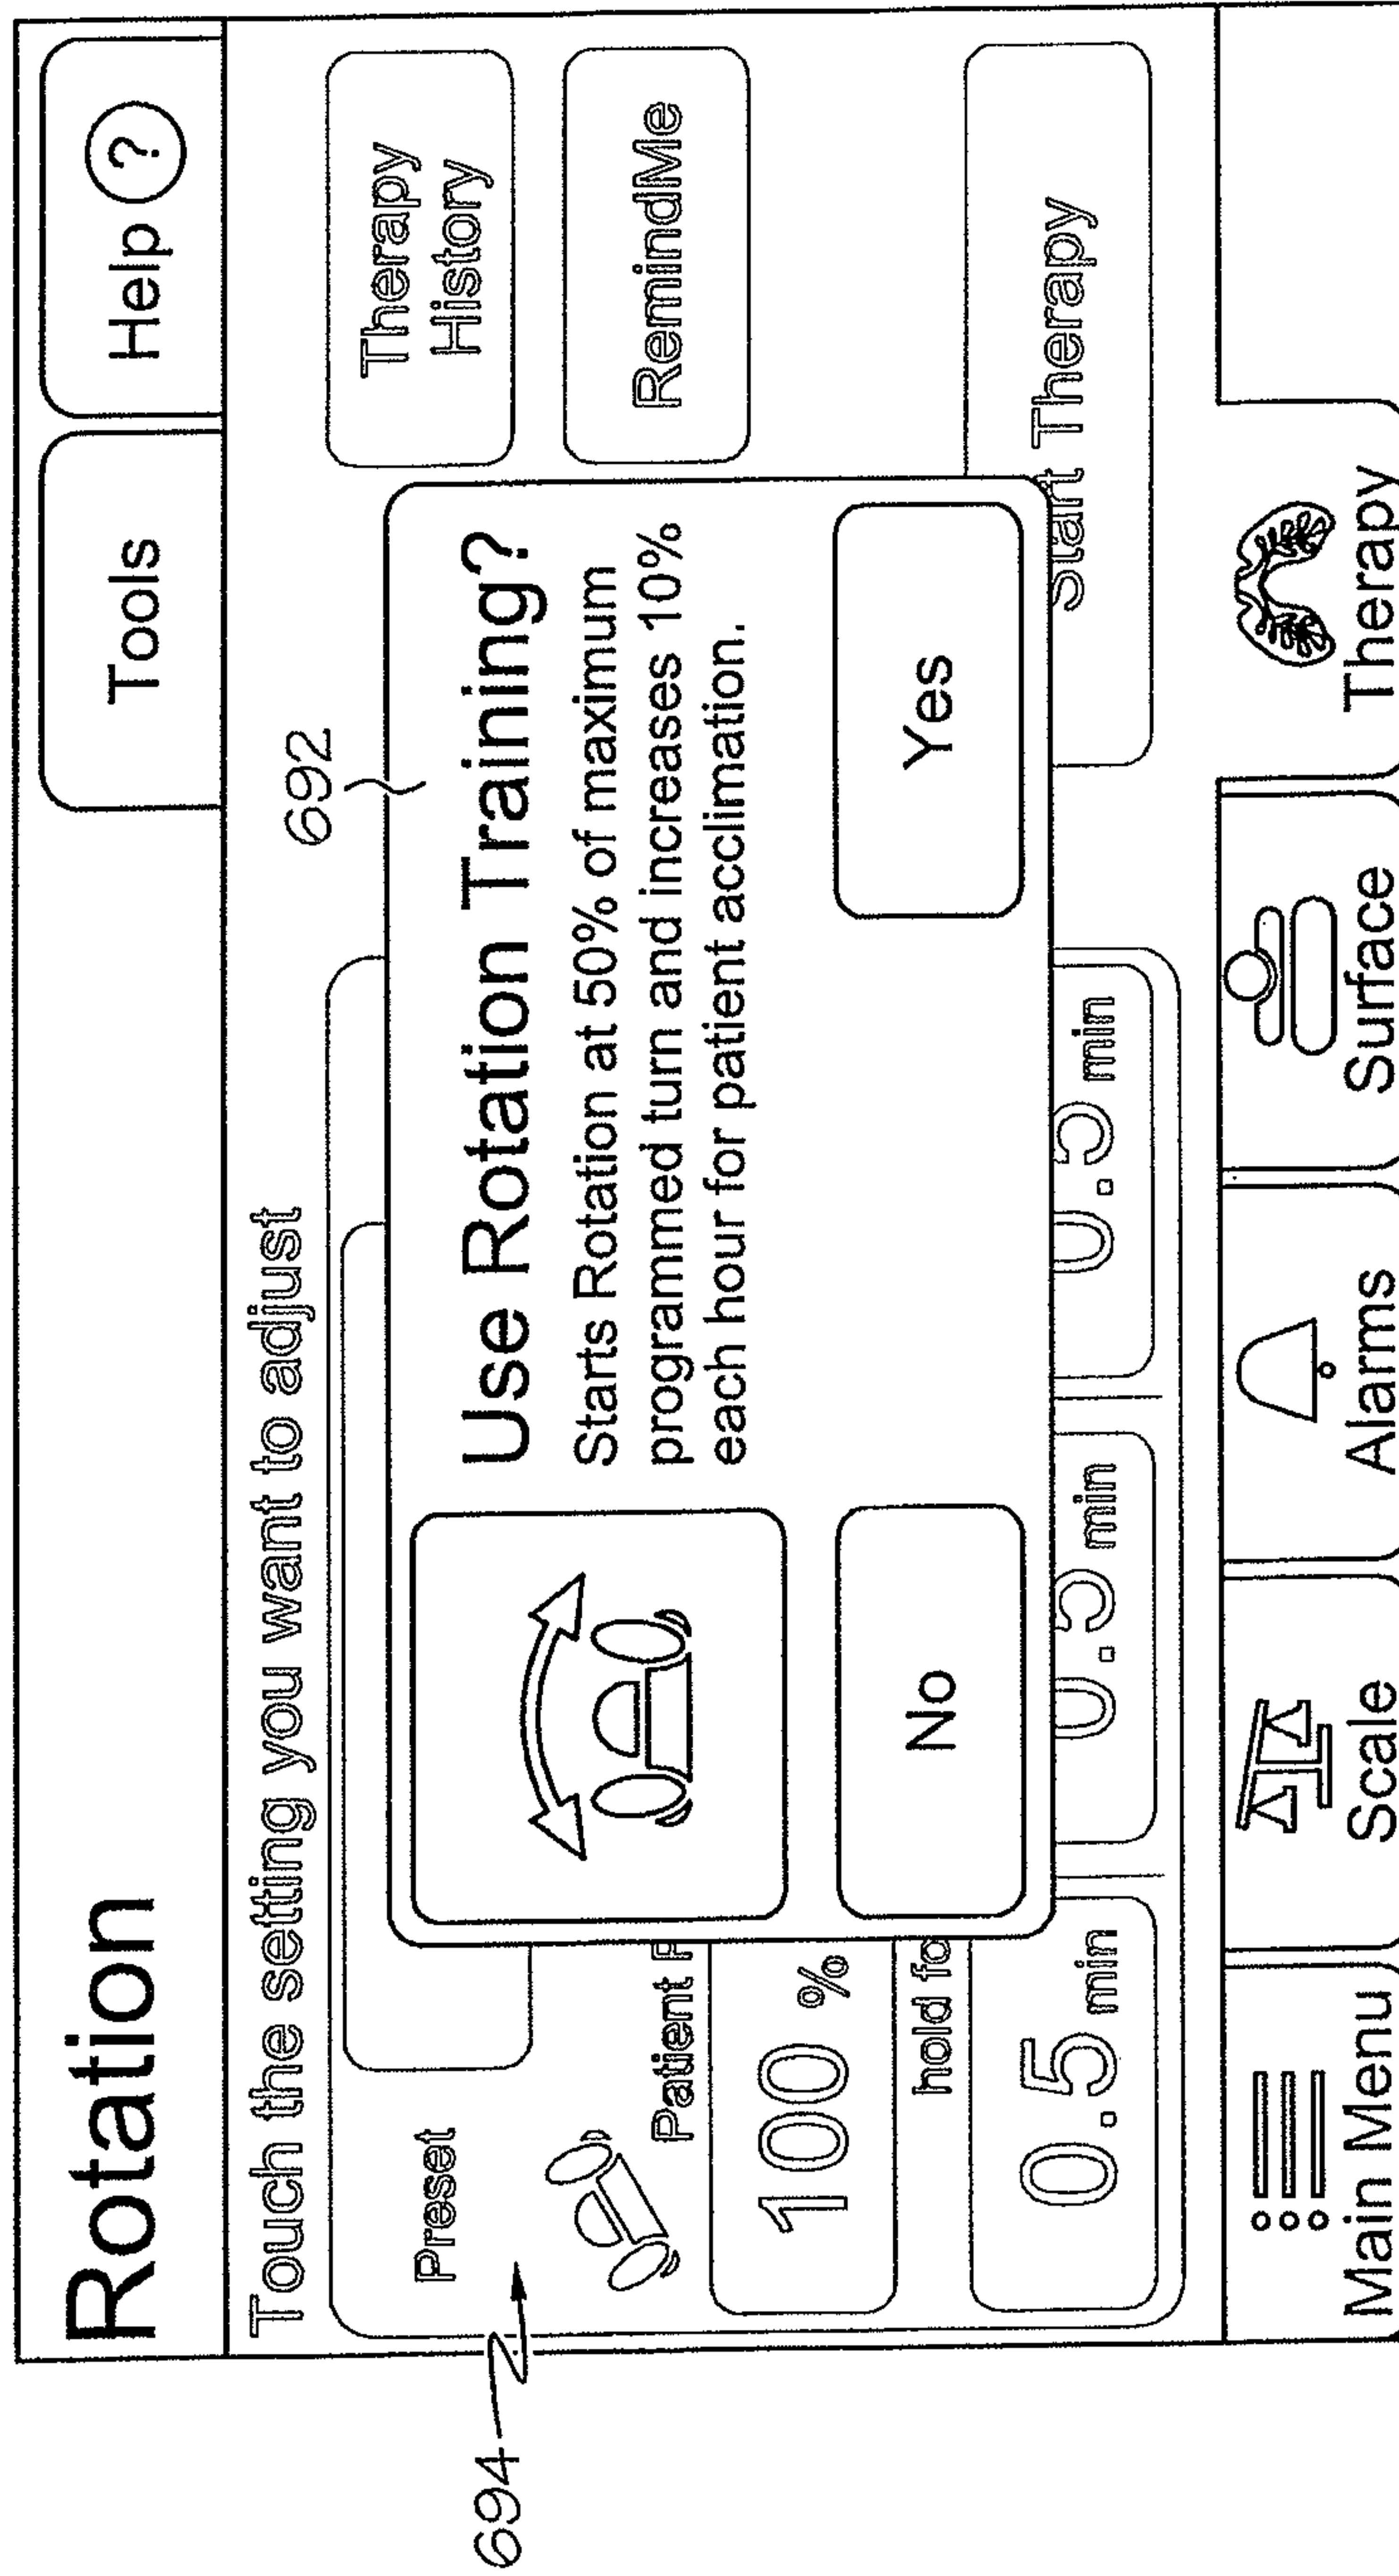 Rotation
Tools
Help ?
Touch the setting you want to adjust
692
694
Preset
Therapy
History
RemindMe
Use Rotation Training?
Starts Rotation at 50% of maximum
programmed turn and increases 10%
each hour for patient acclimation.
No
Yes
Patient
100 %
hold
0.5 min
0.5 min
0.5 min
Start Therapy
Main Menu
Scale
Alarms
Surface
Therapy